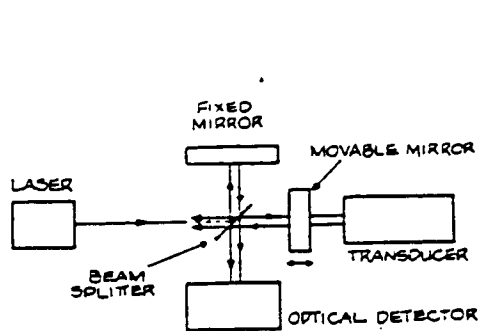 FIXED
MIRROR
MOVABLE MIRROR
LASER
BEAM
SPLITTER
TRANSDUCER
OPTICAL DETECTOR